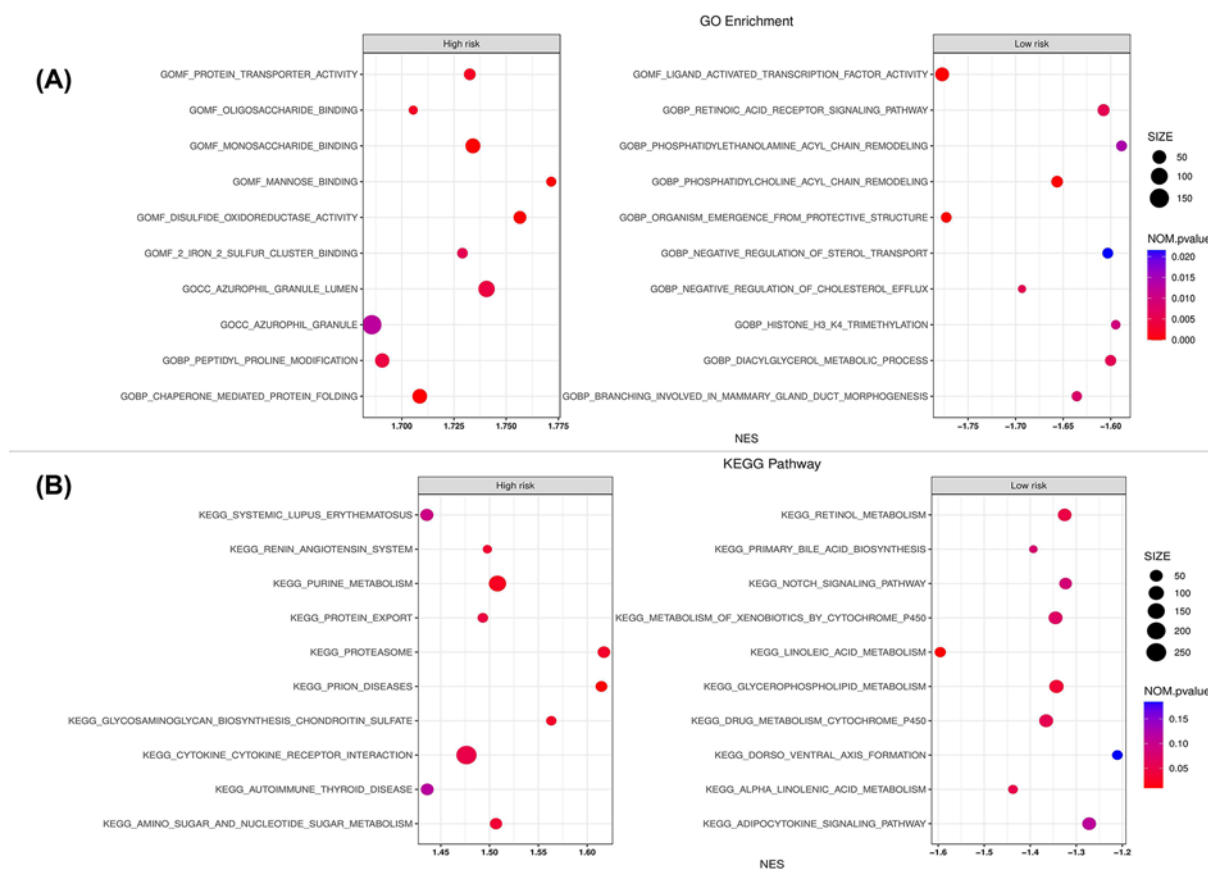 GO Enrichment
(A)
High risk
GOMF_PROTEIN_TRANSPORTER_ACTIVITY
GOMF_OLIGOSACCHARIDE_BINDING
GOMF_MONOSACCHARIDE_BINDING
GOMF_MANNOSE_BINDING
GOMF_DISULFIDE_OXIDOREDUCTASE_ACTIVITY
GOMF_2_IRON_2_SULFUR_CLUSTER_BINDING
GOCC_AZUROPHIL_GRANULE_LUMEN
GOCC_AZUROPHIL_GRANULE
GOBP_PEPTIDYL_PROLINE_MODIFICATION
GOBP_CHAPERONE_MEDIATED_PROTEIN_FOLDING
1.700 1.725 1.750 1.775
Low risk
GOMF_LIGAND_ACTIVATED_TRANSCRIPTION_FACTOR_ACTIVITY
GOBP_RETINOIC_ACID_RECEPTOR_SIGNALING_PATHWAY
GOBP_PHOSPHATIDYLETHANOLAMINE_ACYL_CHAIN_REMODELING
GOBP_PHOSPHATIDYLCHOLINE_ACYL_CHAIN_REMODELING
GOBP_ORGANISM_EMERGENCE_FROM_PROTECTIVE_STRUCTURE
GOBP_NEGATIVE_REGULATION_OF_STEROL_TRANSPORT
GOBP_NEGATIVE_REGULATION_OF_CHOLESTEROL_EFFLUX
GOBP_HISTONE_H3_K4_TRIMETHYLATION
GOBP_DIACYLGLYCEROL_METABOLIC_PROCESS
GOBP_BRANCHING_INVOLVED_IN_MAMMARY_GLAND_DUCT_MORPHOGENESIS
−1.75 −1.70 −1.65 −1.60
NES
SIZE
50
100
150
NOM.pvalue
0.020
0.015
0.010
0.005
0.000
KEGG Pathway
(B)
High risk
KEGG_SYSTEMIC_LUPUS_ERYTHEMATOSUS
KEGG_RENIN_ANGIOTENSIN_SYSTEM
KEGG_PURINE_METABOLISM
KEGG_PROTEIN_EXPORT
KEGG_PROTEASOME
KEGG_PRION_DISEASES
KEGG_GLYCOSAMINOGLYCAN_BIOSYNTHESIS_CHONDROITIN_SULFATE
KEGG_CYTOKINE_CYTOKINE_RECEPTOR_INTERACTION
KEGG_AUTOIMMUNE_THYROID_DISEASE
KEGG_AMINO_SUGAR_AND_NUCLEOTIDE_SUGAR_METABOLISM
1.45 1.50 1.55 1.60
Low risk
KEGG_RETINOL_METABOLISM
KEGG_PRIMARY_BILE_ACID_BIOSYNTHESIS
KEGG_NOTCH_SIGNALING_PATHWAY
KEGG_METABOLISM_OF_XENOBIOTICS_BY_CYTOCHROME_P450
KEGG_LINOLEIC_ACID_METABOLISM
KEGG_GLYCEROPHOSPHOLIPID_METABOLISM
KEGG_DRUG_METABOLISM_CYTOCHROME_P450
KEGG_DORSO_VENTRAL_AXIS_FORMATION
KEGG_ALPHA_LINOLENIC_ACID_METABOLISM
KEGG_ADIPOCYTOKINE_SIGNALING_PATHWAY
−1.6 −1.5 −1.4 −1.3 −1.2
NES
SIZE
50
100
150
200
250
NOM.pvalue
0.15
0.10
0.05